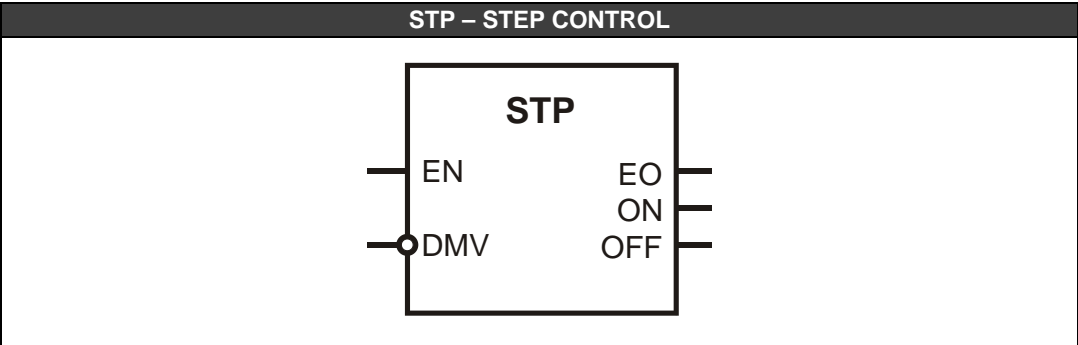 STP – STEP CONTROL
STP
EN
EO
ON
DMV
OFF